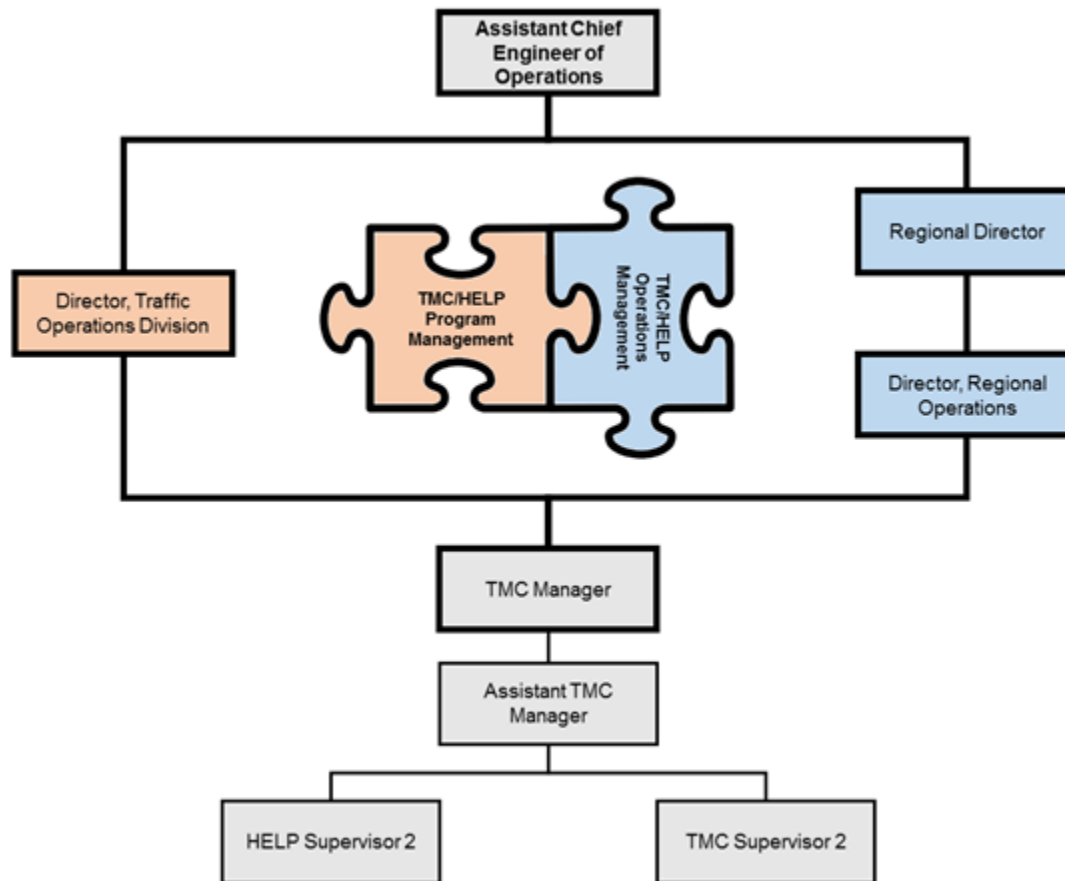 Assistant Chief
Engineer of
Operations
Regional Director
Director, Traffic
Operations Division
TMC/HELP
Program
Management
TMC/HELP
Operations
Management
Director, Regional
Operations
TMC Manager
Assistant TMC
Manager
HELP Supervisor 2
TMC Supervisor 2